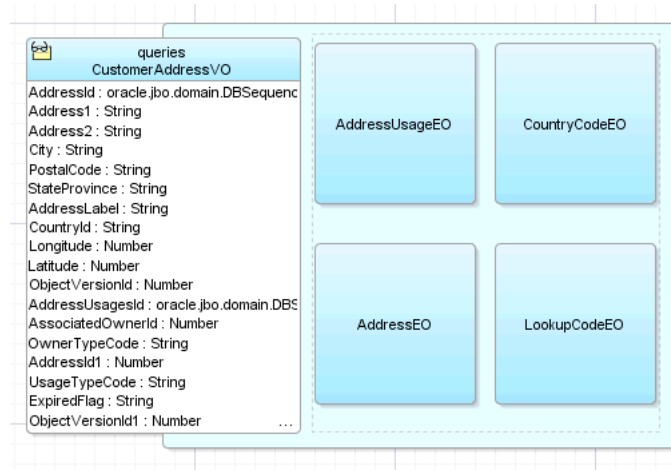 queries
CustomerAddressVO
AddressId : oracle.jbo.domain.DBSequenc
Address1 : String
Address2 : String
City : String
PostalCode : String
StateProvince : String
AddressLabel : String
CountryId : String
Longitude : Number
Latitude : Number
ObjectVersionId : Number
AddressUsagesId : oracle.jbo.domain.DBS
AssociatedOwnerId : Number
OwnerTypeCode : String
AddressId1 : Number
UsageTypeCode : String
ExpiredFlag : String
ObjectVersionId1 : Number ...
AddressUsageEO
CountryCodeEO
AddressEO
LookupCodeEO